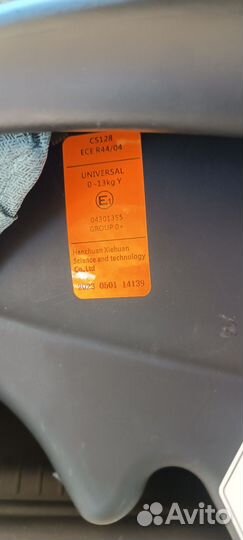 CS128
ECE R44/04
UNIVERSAL
0-13kg Y
E1
04301355
GROUP 0+
Hanchuan Xiehuan
Science and technology
Co.,Ltd
0601 14139
Avito